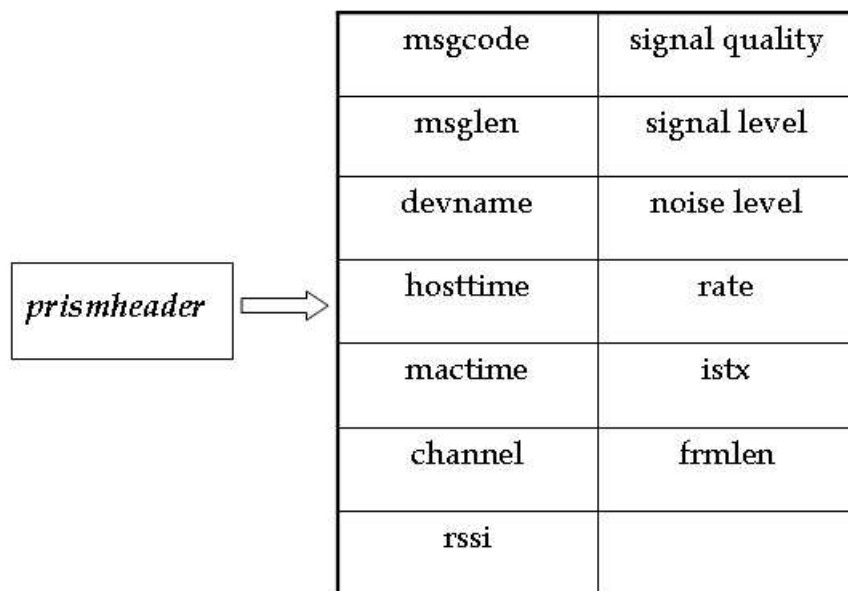 msgcode signal quality
msglen signal level
devname noise level
prismheader
hosttime rate
mactime istx
channel frmlen
rssi